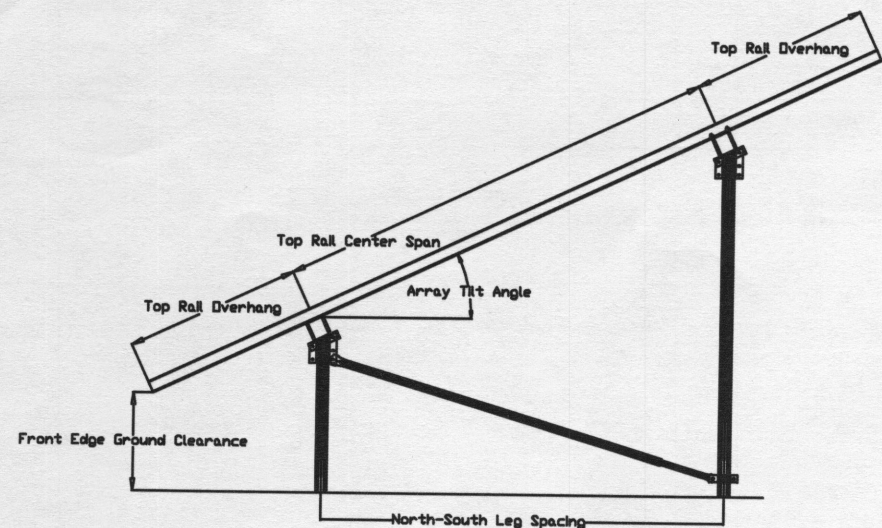 Top Rail Overhang
Top Rail Center Span
Top Rail Overhang
Array Tilt Angle
Front Edge Ground Clearance
North-South Leg Spacing